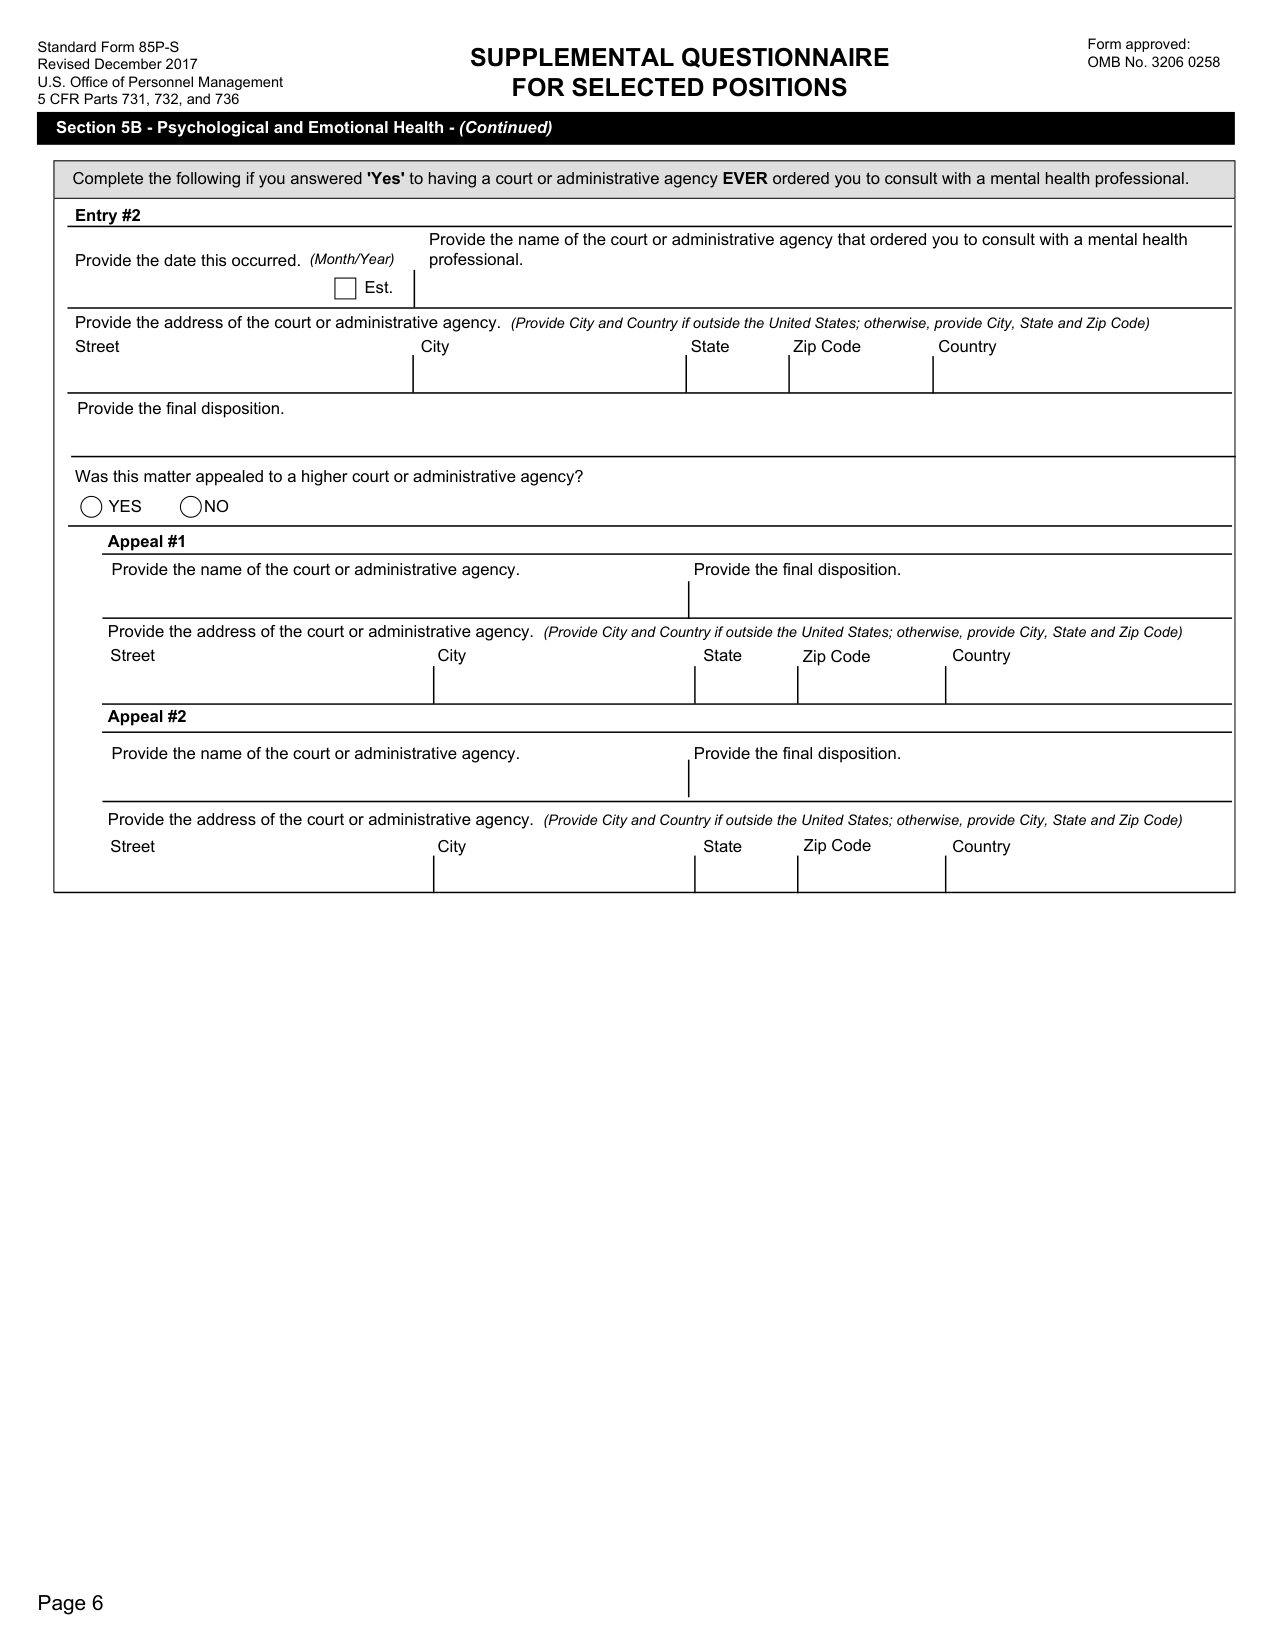 Standard Form 85P-S
Revised December 2017
U.S. Office of Personnel Management
5 CFR Parts 731, 732, and 736
SUPPLEMENTAL QUESTIONNAIRE
FOR SELECTED POSITIONS
Form approved:
OMB No. 3206 0258
Section 5B - Psychological and Emotional Health - (Continued)
Complete the following if you answered 'Yes' to having a court or administrative agency EVER ordered you to consult with a mental health professional.
Entry #2
Provide the date this occurred. (Month/Year)
Est.
Provide the name of the court or administrative agency that ordered you to consult with a mental health
professional.
Provide the address of the court or administrative agency. (Provide City and Country if outside the United States; otherwise, provide City, State and Zip Code)
Street City State Zip Code Country
Provide the final disposition.
Was this matter appealed to a higher court or administrative agency?
YES NO
Appeal #1
Provide the name of the court or administrative agency. Provide the final disposition.
Provide the address of the court or administrative agency. (Provide City and Country if outside the United States; otherwise, provide City, State and Zip Code)
Street City State Zip Code Country
Appeal #2
Provide the name of the court or administrative agency. Provide the final disposition.
Provide the address of the court or administrative agency. (Provide City and Country if outside the United States; otherwise, provide City, State and Zip Code)
Street City State Zip Code Country
Page 6